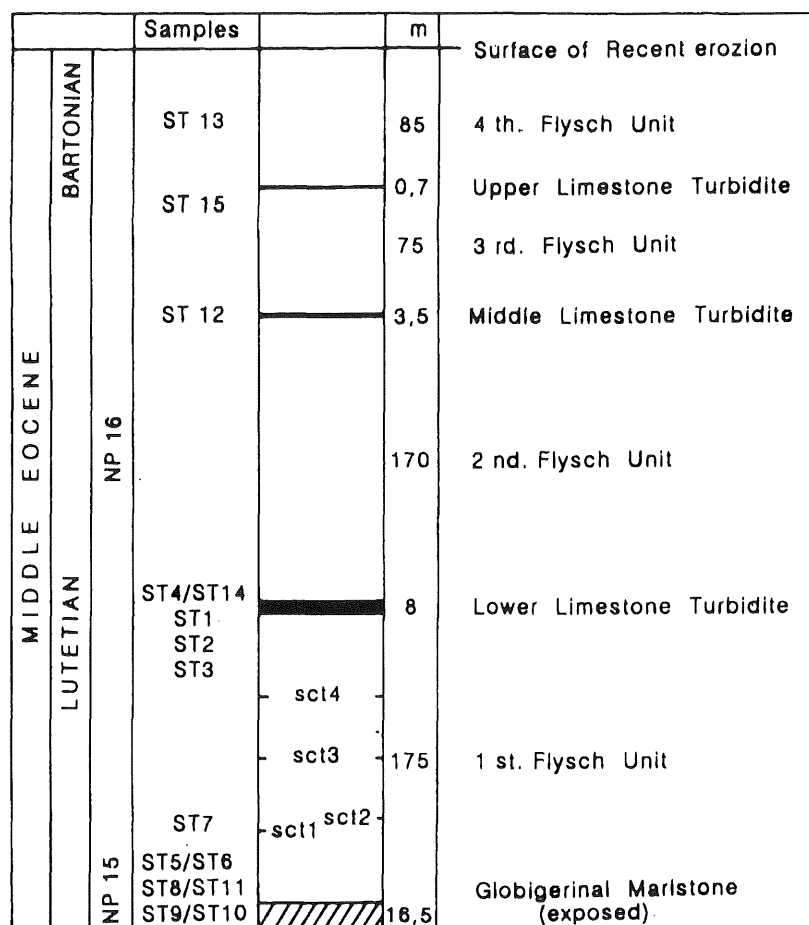 Samples
m
Surface of Recent erozion
ST 13
85
4 th. Flysch Unit
0,7
Upper Limestone Turbidite
ST 15
75
3 rd. Flysch Unit
ST 12
3,5
Middle Limestone Turbidite
170
2 nd. Flysch Unit
ST4/ST14
8
Lower Limestone Turbidite
ST1
ST2
ST3
sct4
sct3
175
1 st. Flysch Unit
ST7
sct1
sct2
ST5/ST6
ST8/ST11
Globigerinal Marlstone
ST9/ST10
16,5
(exposed)
MIDDLE EOCENE
BARTONIAN
LUTETIAN
NP 16
NP 15